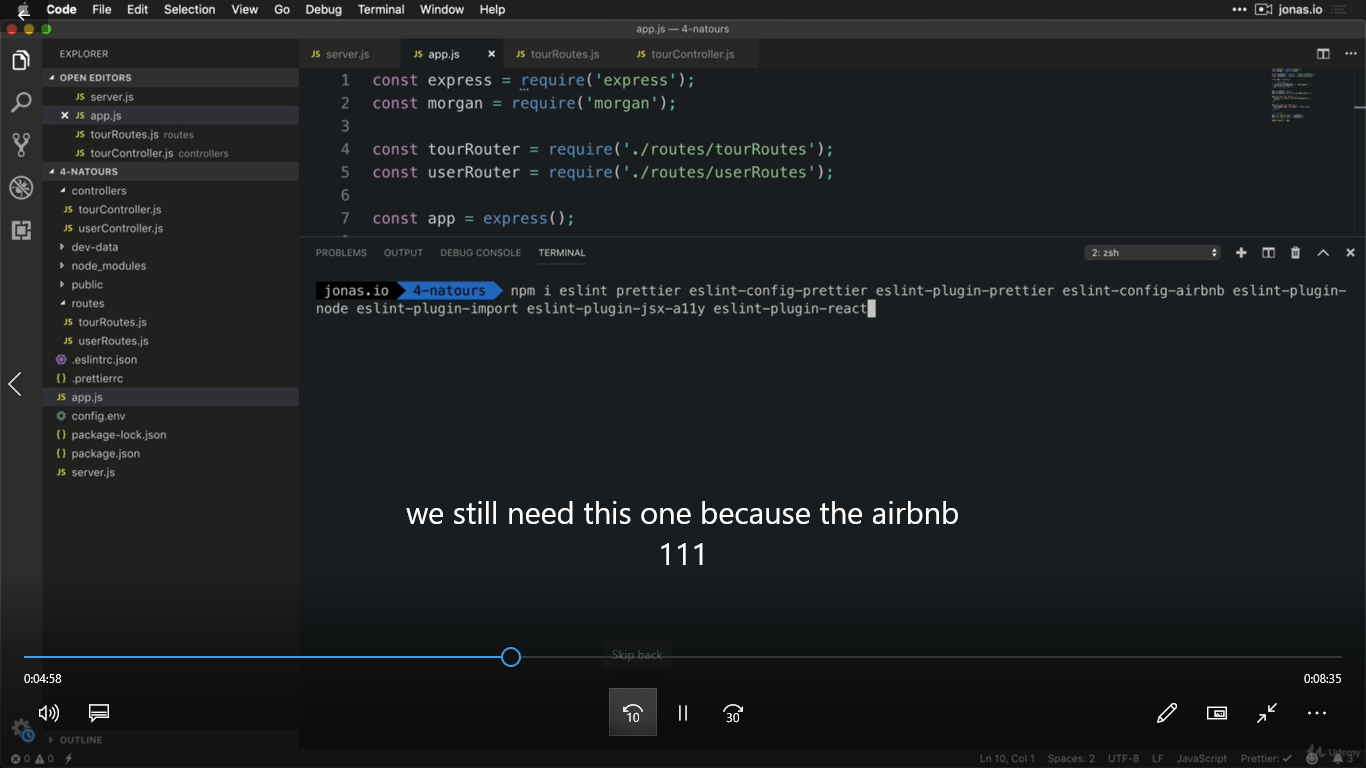 Code File Edit Selection View Go Debug Terminal Window Help
jonas.io
app.js — 4-natours
EXPLORER
JS server.js
JS app.js
JS tourRoutes.js
JS tourController.js
OPEN EDITORS
JS server.js
JS app.js
JS tourRoutes.js routes
JS tourController.js controllers
4-NATOURS
controllers
JS tourController.js
JS userController.js
dev-data
node_modules
public
routes
JS tourRoutes.js
JS userRoutes.js
.eslintrc.json
{} .prettierrc
JS app.js
config.env
{} package-lock.json
{} package.json
JS server.js
OUTLINE
1 const express = require('express');
2 const morgan = require('morgan');
3
4 const tourRouter = require('./routes/tourRoutes');
5 const userRouter = require('./routes/userRoutes');
6
7 const app = express();
PROBLEMS OUTPUT DEBUG CONSOLE TERMINAL
2: zsh
jonas.io 4-natours npm i eslint prettier eslint-config-prettier eslint-plugin-prettier eslint-config-airbnb eslint-plugin-
node eslint-plugin-import eslint-plugin-jsx-a11y eslint-plugin-react
we still need this one because the airbnb
111
Skip back
0:04:58
0:08:35
10
30
0 0
Ln 10, Col 1 Spaces: 2 UTF-8 LF JavaScript Prettier: ✓ 3
Udemy